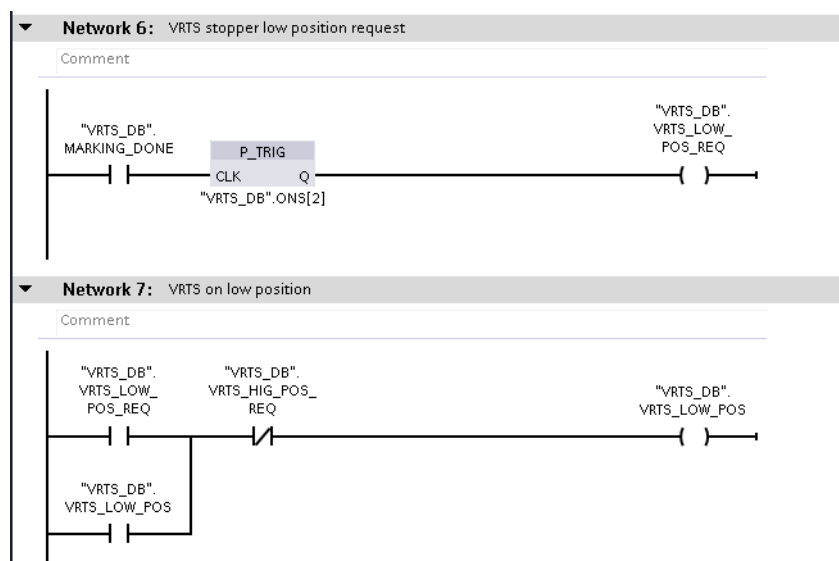 Network 6: VRTS stopper low position request
Comment
"VRTS_DB".
MARKING_DONE
P_TRIG
CLK Q
"VRTS_DB".ONS[2]
"VRTS_DB".
VRTS_LOW_
POS_REQ
Network 7: VRTS on low position
Comment
"VRTS_DB".
VRTS_LOW_
POS_REQ
"VRTS_DB".
VRTS_HIG_POS_
REQ
"VRTS_DB".
VRTS_LOW_POS
"VRTS_DB".
VRTS_LOW_POS